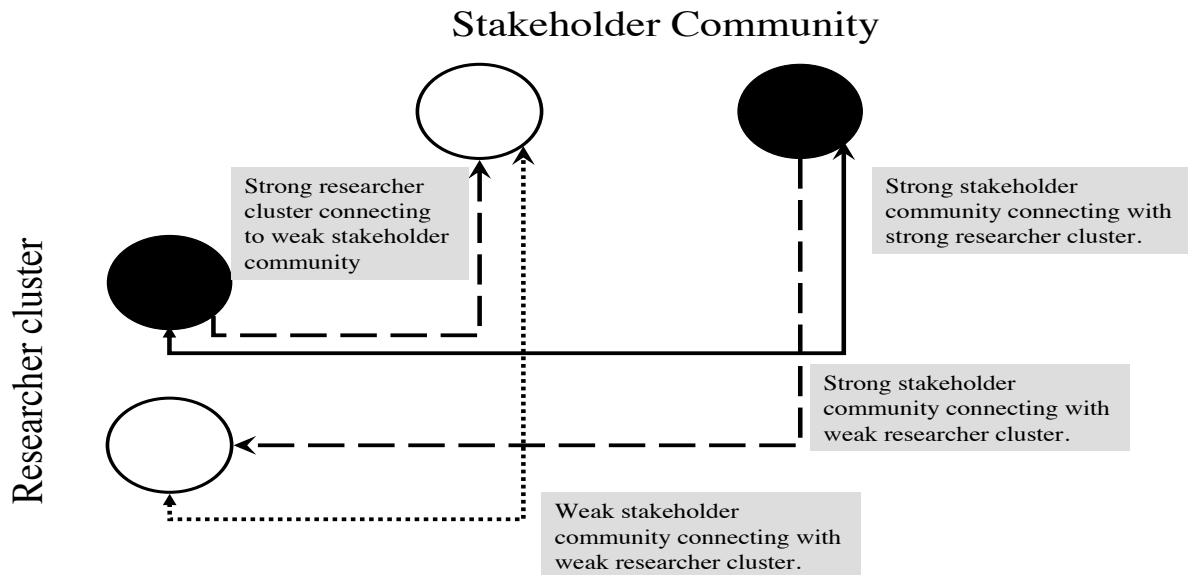 Stakeholder Community
Strong researcher
cluster connecting
to weak stakeholder
community
Strong stakeholder
community connecting with
strong researcher cluster.
Researcher cluster
Strong stakeholder
community connecting with
weak researcher cluster.
Weak stakeholder
community connecting with
weak researcher cluster.